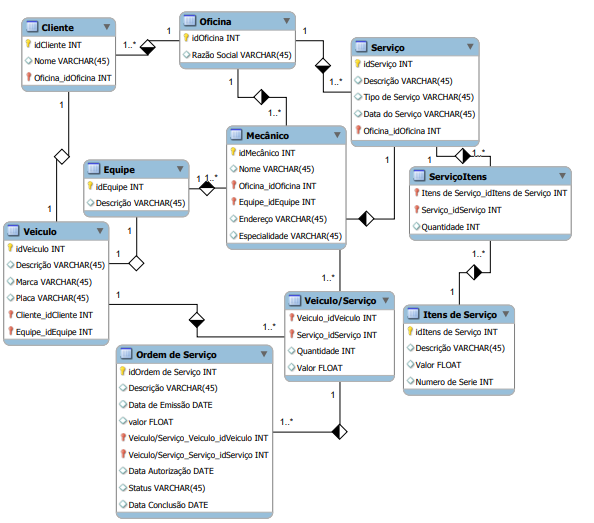 Cliente
idCliente INT
Nome VARCHAR(45)
Oficina_idOficina INT
1..*
1
1
Oficina
idOficina INT
Razão Social VARCHAR(45)
1
1..*
1
1..*
Serviço
idServiço INT
Descrição VARCHAR(45)
Tipo de Serviço VARCHAR(45)
Data do Serviço VARCHAR(45)
Oficina_idOficina INT
1
1
1..*
Mecânico
idMecânico INT
Nome VARCHAR(45)
Oficina_idOficina INT
Equipe_idEquipe INT
Endereço VARCHAR(45)
Especialidade VARCHAR(45)
1..*
Equipe
idEquipe INT
Descrição VARCHAR(45)
1
1..*
1
1
ServiçoItens
Itens de Serviço_idItens de Serviço INT
Serviço_idServiço INT
Quantidade INT
1..*
1
Veiculo
idVeiculo INT
Descrição VARCHAR(45)
Marca VARCHAR(45)
Placa VARCHAR(45)
Cliente_idCliente INT
Equipe_idEquipe INT
1
1
1..*
Veiculo/Serviço
Veiculo_idVeiculo INT
Serviço_idServiço INT
Quantidade INT
Valor FLOAT
1
1..*
Itens de Serviço
idItens de Serviço INT
Descrição VARCHAR(45)
Valor FLOAT
Numero de Serie INT
Ordem de Serviço
idOrdem de Serviço INT
Descrição VARCHAR(45)
Data de Emissão DATE
valor FLOAT
Veiculo/Serviço_Veiculo_idVeiculo INT
Veiculo/Serviço_Serviço_idServiço INT
Data Autorização DATE
Status VARCHAR(45)
Data Conclusão DATE